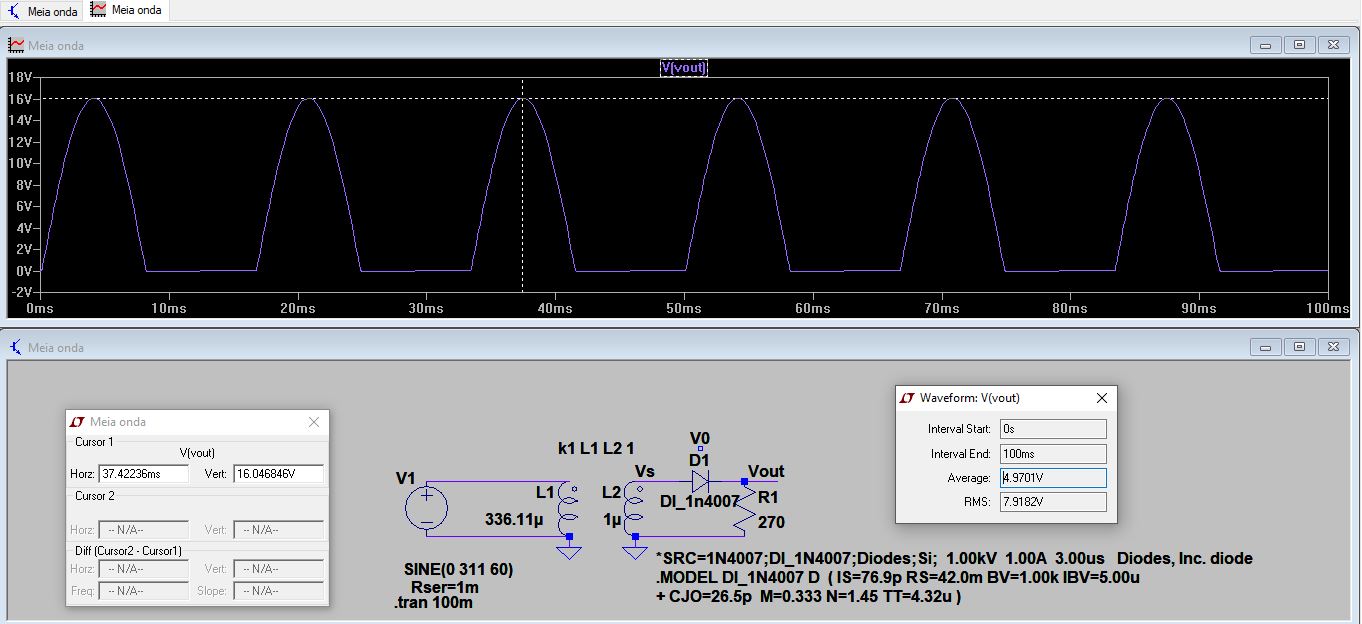 Meia onda Meia onda
Meia onda
V(vout)
18V
16V
14V
12V
10V
8V
6V
4V
2V
0V
-2V
0ms 10ms 20ms 30ms 40ms 50ms 60ms 70ms 80ms 90ms 100ms
Meia onda
Meia onda
Cursor 1
V(vout)
Horz: 37.42236ms Vert: 16.046846V
Cursor 2
Horz: -- N/A-- Vert: -- N/A--
Diff (Cursor2 - Cursor1)
Horz: -- N/A-- Vert: -- N/A--
Freq: -- N/A-- Slope: -- N/A--
k1 L1 L2 1
V0
D1
Vs
Vout
V1
L1
L2
DI_1n4007
R1
336.11µ
1µ
270
SINE(0 311 60)
Rser=1m
.tran 100m
*SRC=1N4007;DI_1N4007;Diodes;Si; 1.00kV 1.00A 3.00us Diodes, Inc. diode
.MODEL DI_1N4007 D ( IS=76.9p RS=42.0m BV=1.00k IBV=5.00u
+ CJO=26.5p M=0.333 N=1.45 TT=4.32u )
Waveform: V(vout)
Interval Start: 0s
Interval End: 100ms
Average: 4.9701V
RMS: 7.9182V